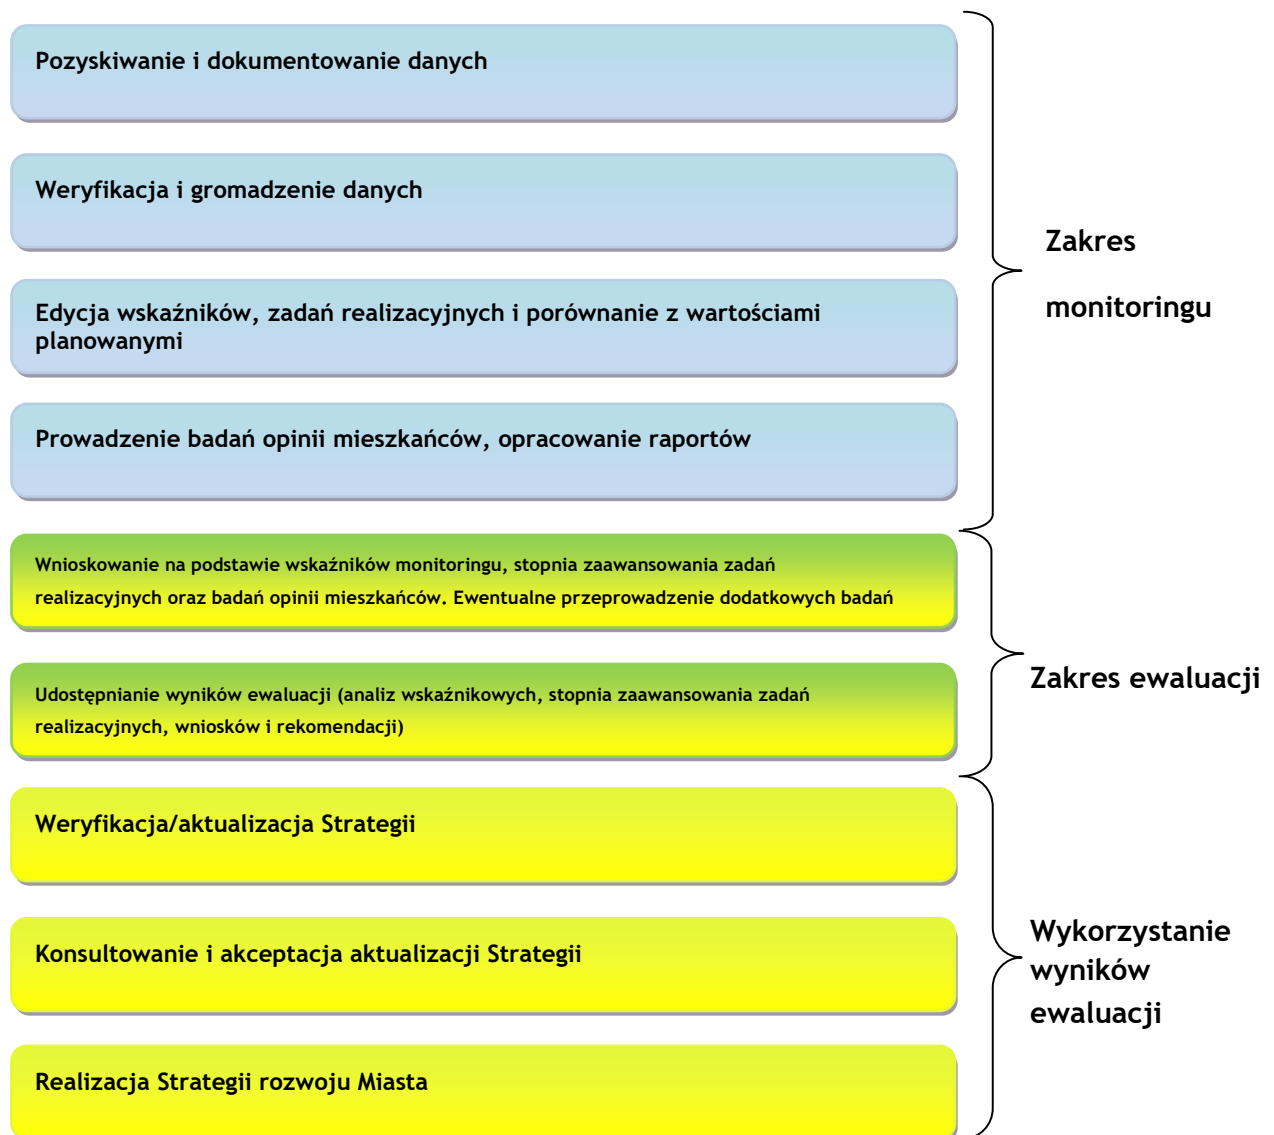 Pozyskiwanie i dokumentowanie danych
Weryfikacja i gromadzenie danych
Edycja wskaźników, zadań realizacyjnych i porównanie z wartościami
planowanymi
Prowadzenie badań opinii mieszkańców, opracowanie raportów
Zakres
monitoringu
Wnioskowanie na podstawie wskaźników monitoringu, stopnia zaawansowania zadań
realizacyjnych oraz badań opinii mieszkańców. Ewentualne przeprowadzenie dodatkowych badań
Udostępnianie wyników ewaluacji (analiz wskaźnikowych, stopnia zaawansowania zadań
realizacyjnych, wniosków i rekomendacji)
Zakres ewaluacji
Weryfikacja/aktualizacja Strategii
Konsultowanie i akceptacja aktualizacji Strategii
Realizacja Strategii rozwoju Miasta
Wykorzystanie
wyników
ewaluacji